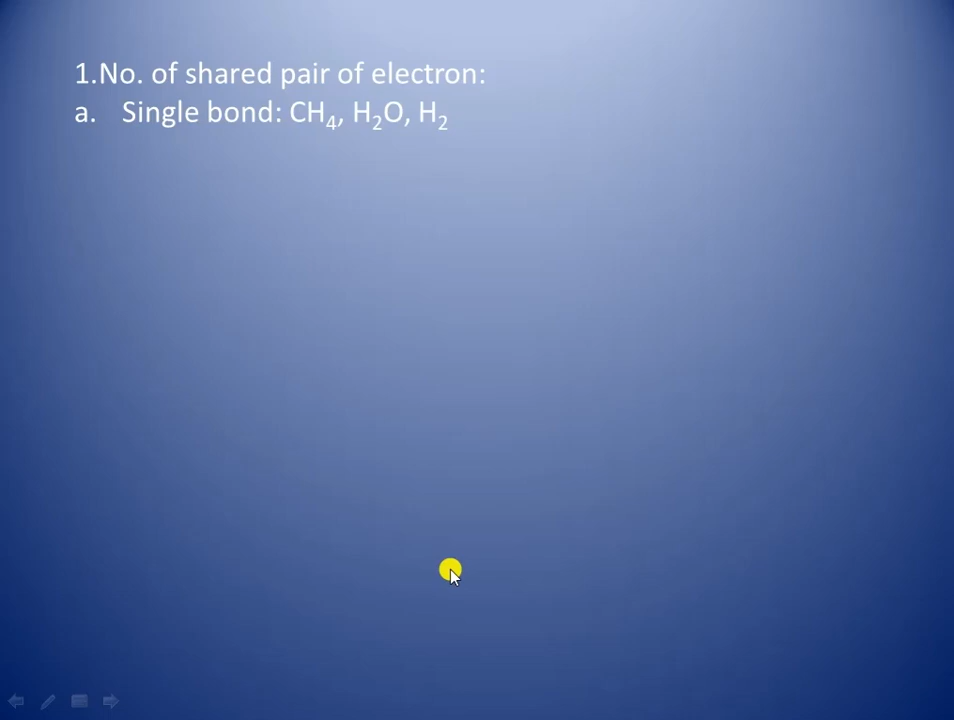 1.No. of shared pair of electron:
a. Single bond: CH₄, H₂O, H₂